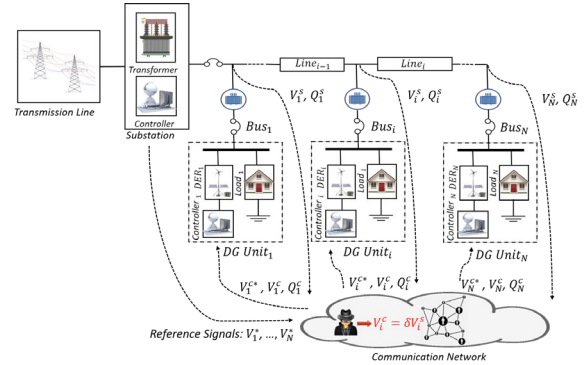 Transmission Line
Transformer
Controller
Substation
Line_{i-1}
Line_i
V_1^s, Q_1^s
V_i^s, Q_i^s
V_N^s, Q_N^s
Bus_1
Bus_i
Bus_N
Controller_1 DER_1 Load_1
Controller_i DER_i Load_i
Controller_N DER_N Load_N
DG Unit_1
DG Unit_i
DG Unit_N
V_1^{c*}, V_1^c, Q_1^c
V_i^{c*}, V_i^c, Q_i^c
V_N^{c*}, V_N^c, Q_N^c
Reference Signals: V_1^*, ..., V_N^*
V_i^c = δV_i^s
Communication Network